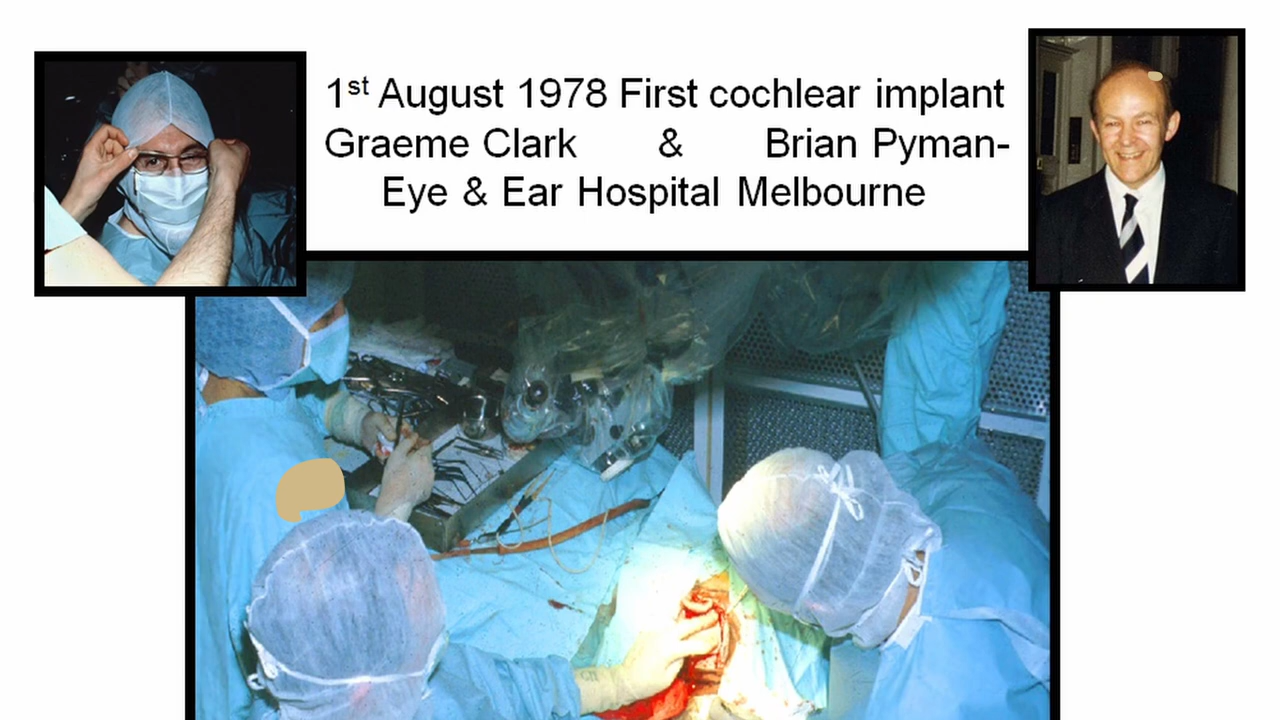 1st August 1978 First cochlear implant
Graeme Clark & Brian Pyman-
Eye & Ear Hospital Melbourne